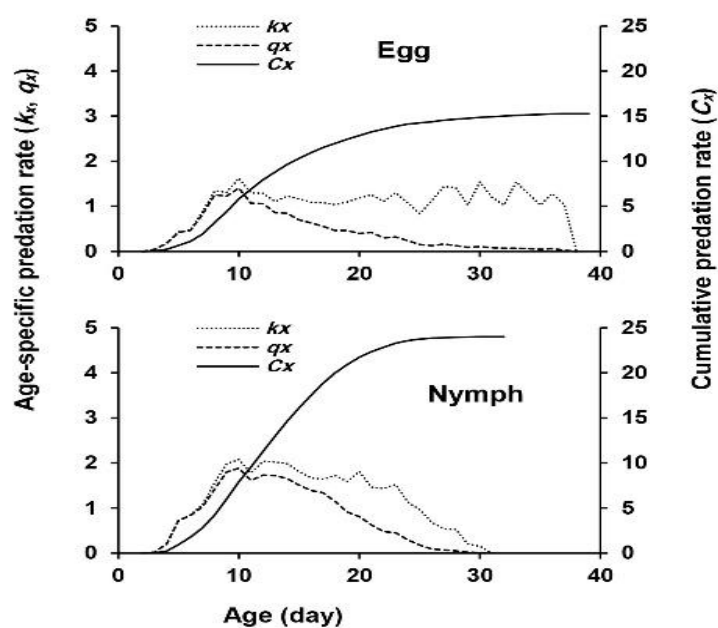 Age-specific predation rate (kx, qx)
Cumulative predation rate (Cx)
kx
qx
Cx
Egg
5
4
3
2
1
0
25
20
15
10
5
0
0 10 20 30 40
kx
qx
Cx
Nymph
5
4
3
2
1
0
25
20
15
10
5
0
0 10 20 30 40
Age (day)